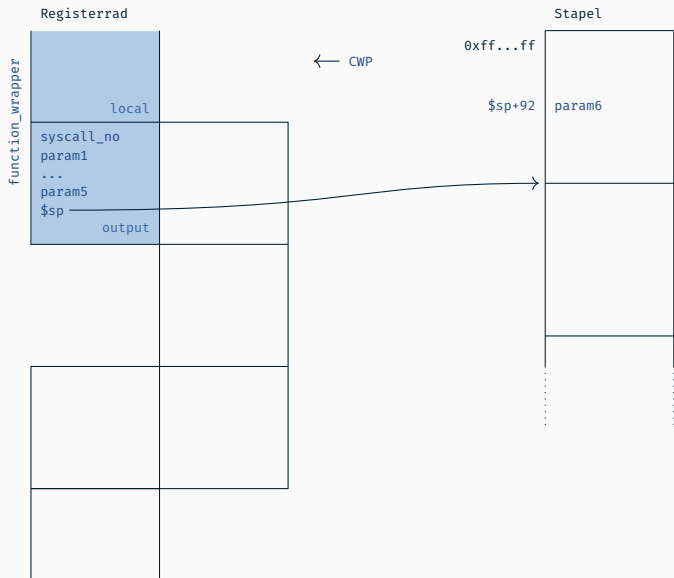 Registerrad
Stapel
function_wrapper
0xff...ff
CWP
local
$sp+92
param6
syscall_no
param1
...
param5
$sp
output